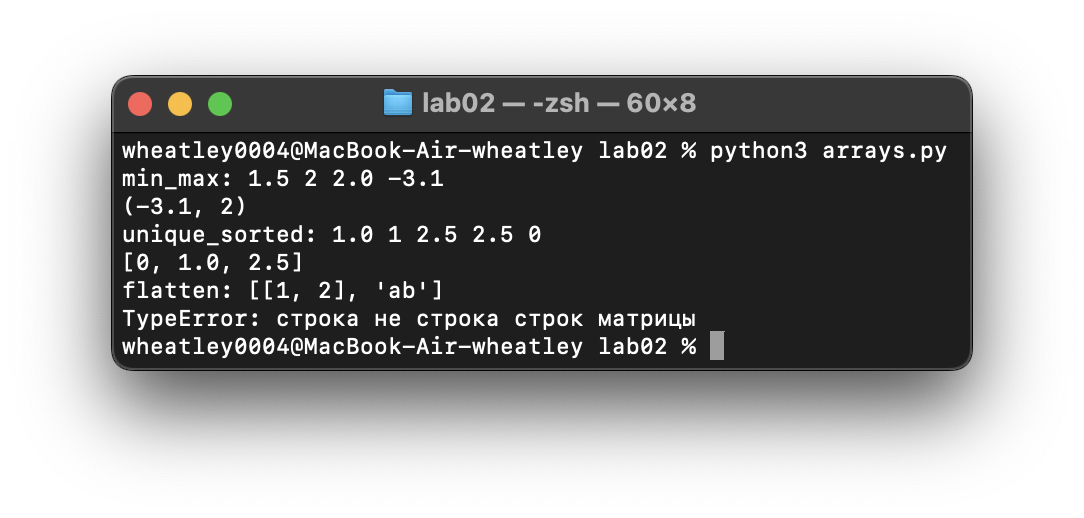 lab02 — -zsh — 60×8
wheatley0004@MacBook-Air-wheatley lab02 % python3 arrays.py
min_max: 1.5 2 2.0 -3.1
(-3.1, 2)
unique_sorted: 1.0 1 2.5 2.5 0
[0, 1.0, 2.5]
flatten: [[1, 2], 'ab']
TypeError: строка не строка строк матрицы
wheatley0004@MacBook-Air-wheatley lab02 %